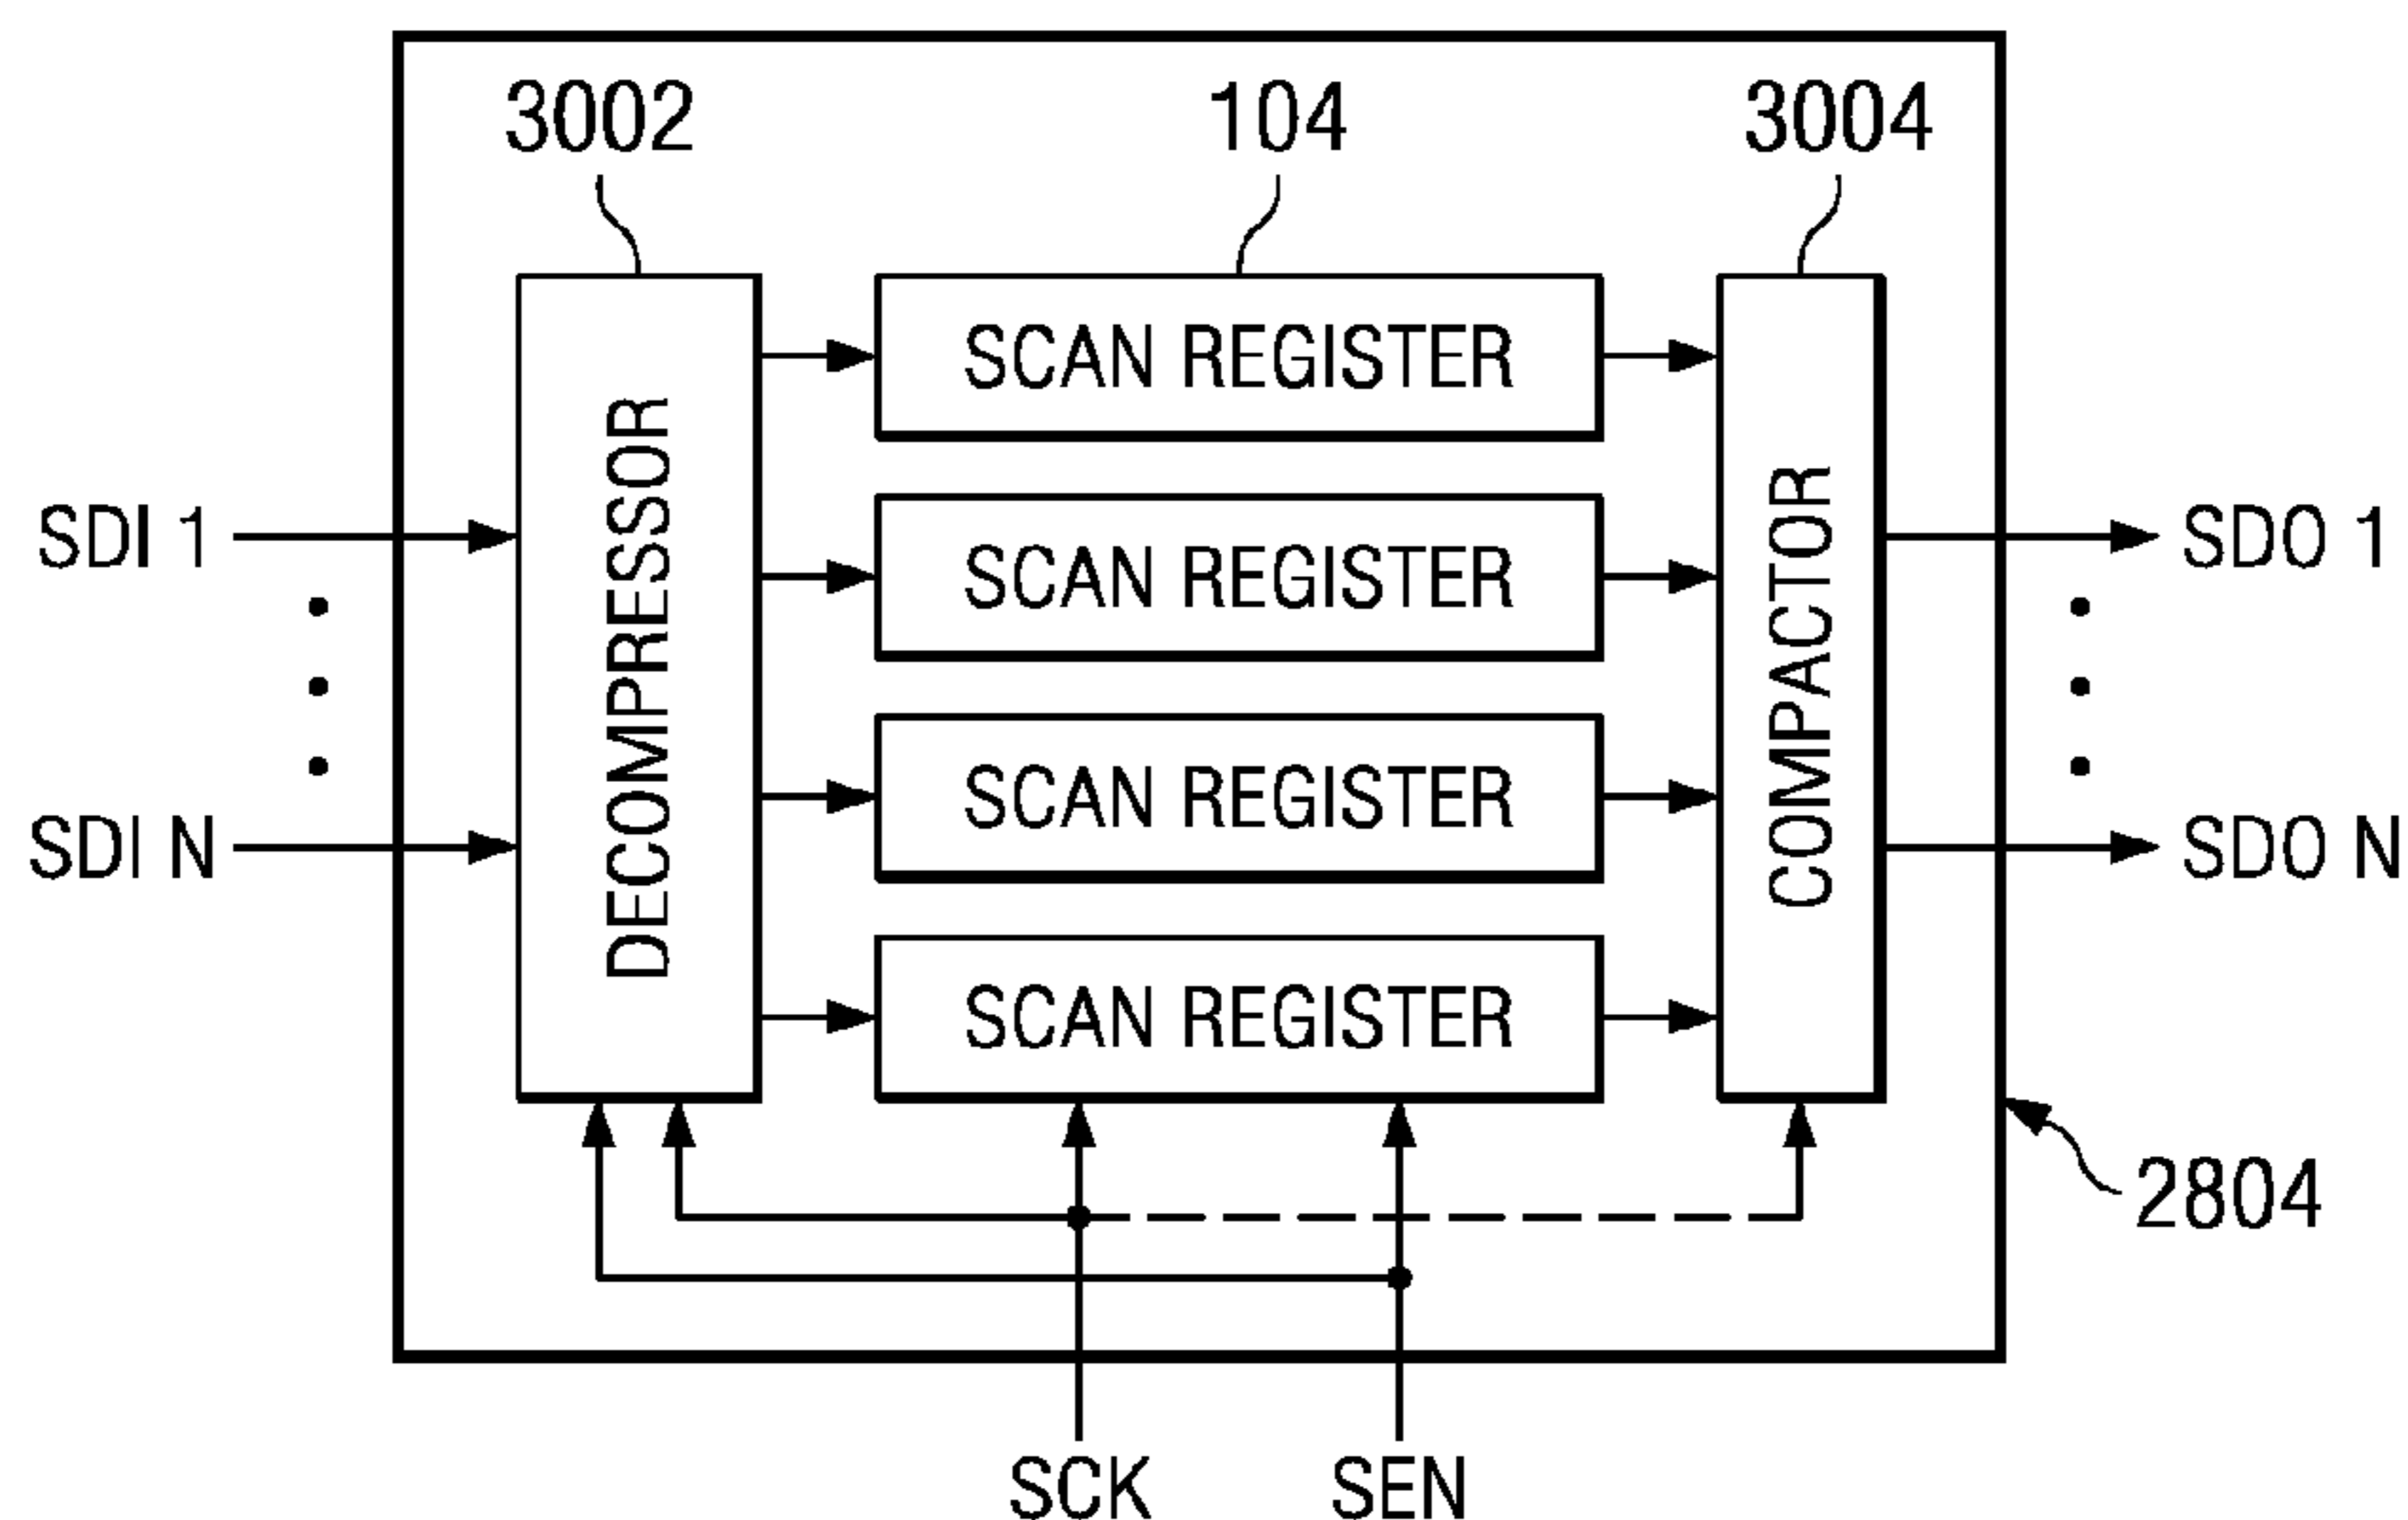 3002
104
3004
SCAN REGISTER
SCAN REGISTER
SCAN REGISTER
SCAN REGISTER
DECOMPRESSOR
COMPACTOR
SDI 1
SDI N
SDO 1
SDO N
2804
SCK
SEN